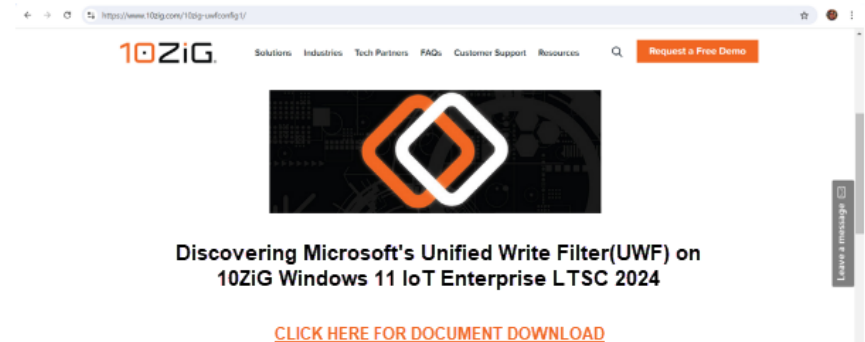 https://www.10zig.com/10zig-uwfconfig1/
10ZiG.
Solutions Industries Tech Partners FAQs Customer Support Resources Request a Free Demo
Leave a message
Discovering Microsoft's Unified Write Filter(UWF) on
10ZiG Windows 11 IoT Enterprise LTSC 2024
CLICK HERE FOR DOCUMENT DOWNLOAD